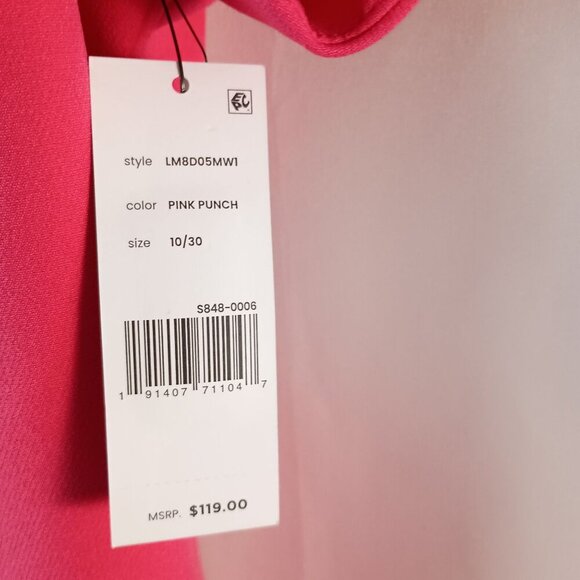 style LM8D05MW1
color PINK PUNCH
size 10/30
S848-0006
1 91407 71104 7
MSRP. $119.00